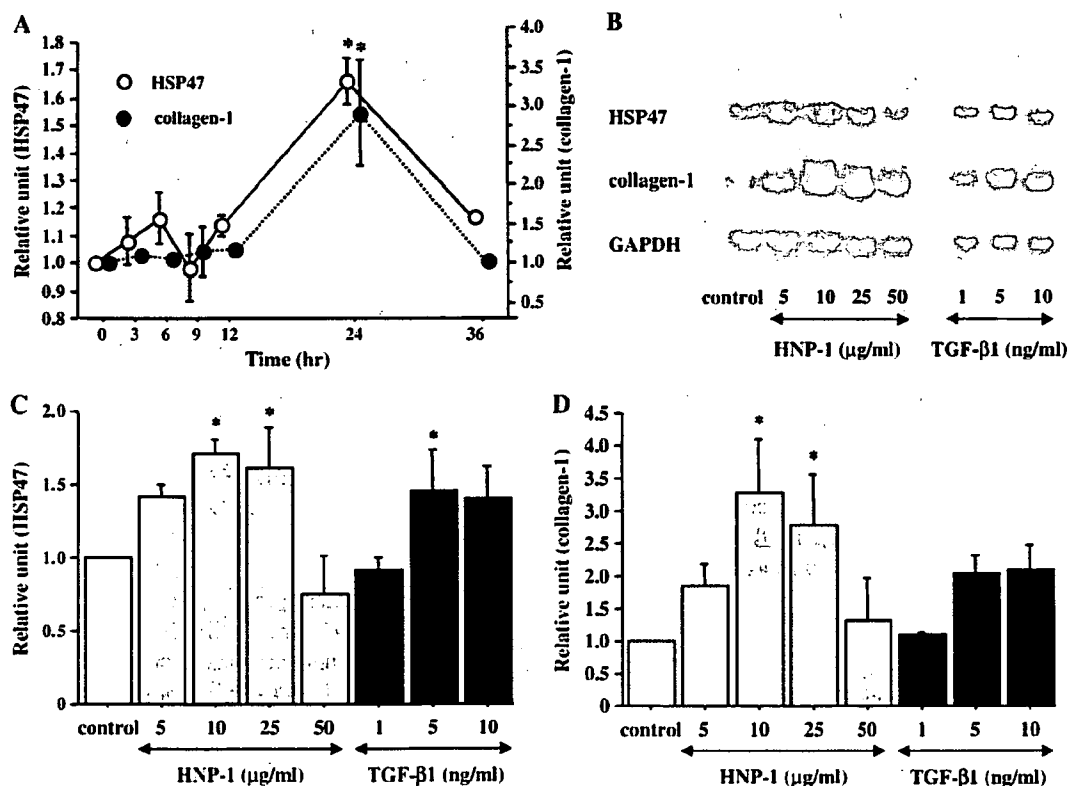 A
Relative unit (HSP47)
1.8
1.7
1.6
1.5
1.4
1.3
1.2
1.1
1.0
0.9
0.8
HSP47
collagen-1
* *
4.0
3.5
3.0
2.5
2.0
1.5
1.0
0.5
Relative unit (collagen-1)
0 3 6 9 12 24 36
Time (hr)
B
HSP47
collagen-1
GAPDH
control 5 10 25 50 1 5 10
HNP-1 (μg/ml) TGF-β1 (ng/ml)
C
Relative unit (HSP47)
2.0
1.5
1.0
0.5
0
* * *
control 5 10 25 50 1 5 10
HNP-1 (μg/ml) TGF-β1 (ng/ml)
D
Relative unit (collagen-1)
4.5
4.0
3.5
3.0
2.5
2.0
1.5
1.0
0.5
0
* *
control 5 10 25 50 1 5 10
HNP-1 (μg/ml) TGF-β1 (ng/ml)